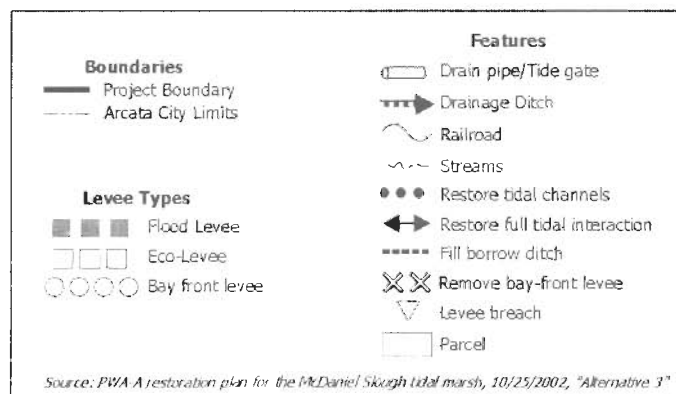 Boundaries
Project Boundary
Arcata City Limits
Levee Types
Flood Levee
Eco-Levee
Bay front levee
Features
Drain pipe/Tide gate
Drainage Ditch
Railroad
Streams
Restore tidal channels
Restore full tidal interaction
Fill borrow ditch
Remove bay-front levee
Levee breach
Parcel
Source: PWA-A restoration plan for the McDaniel Slough tidal marsh, 10/25/2002, "Alternative 3"